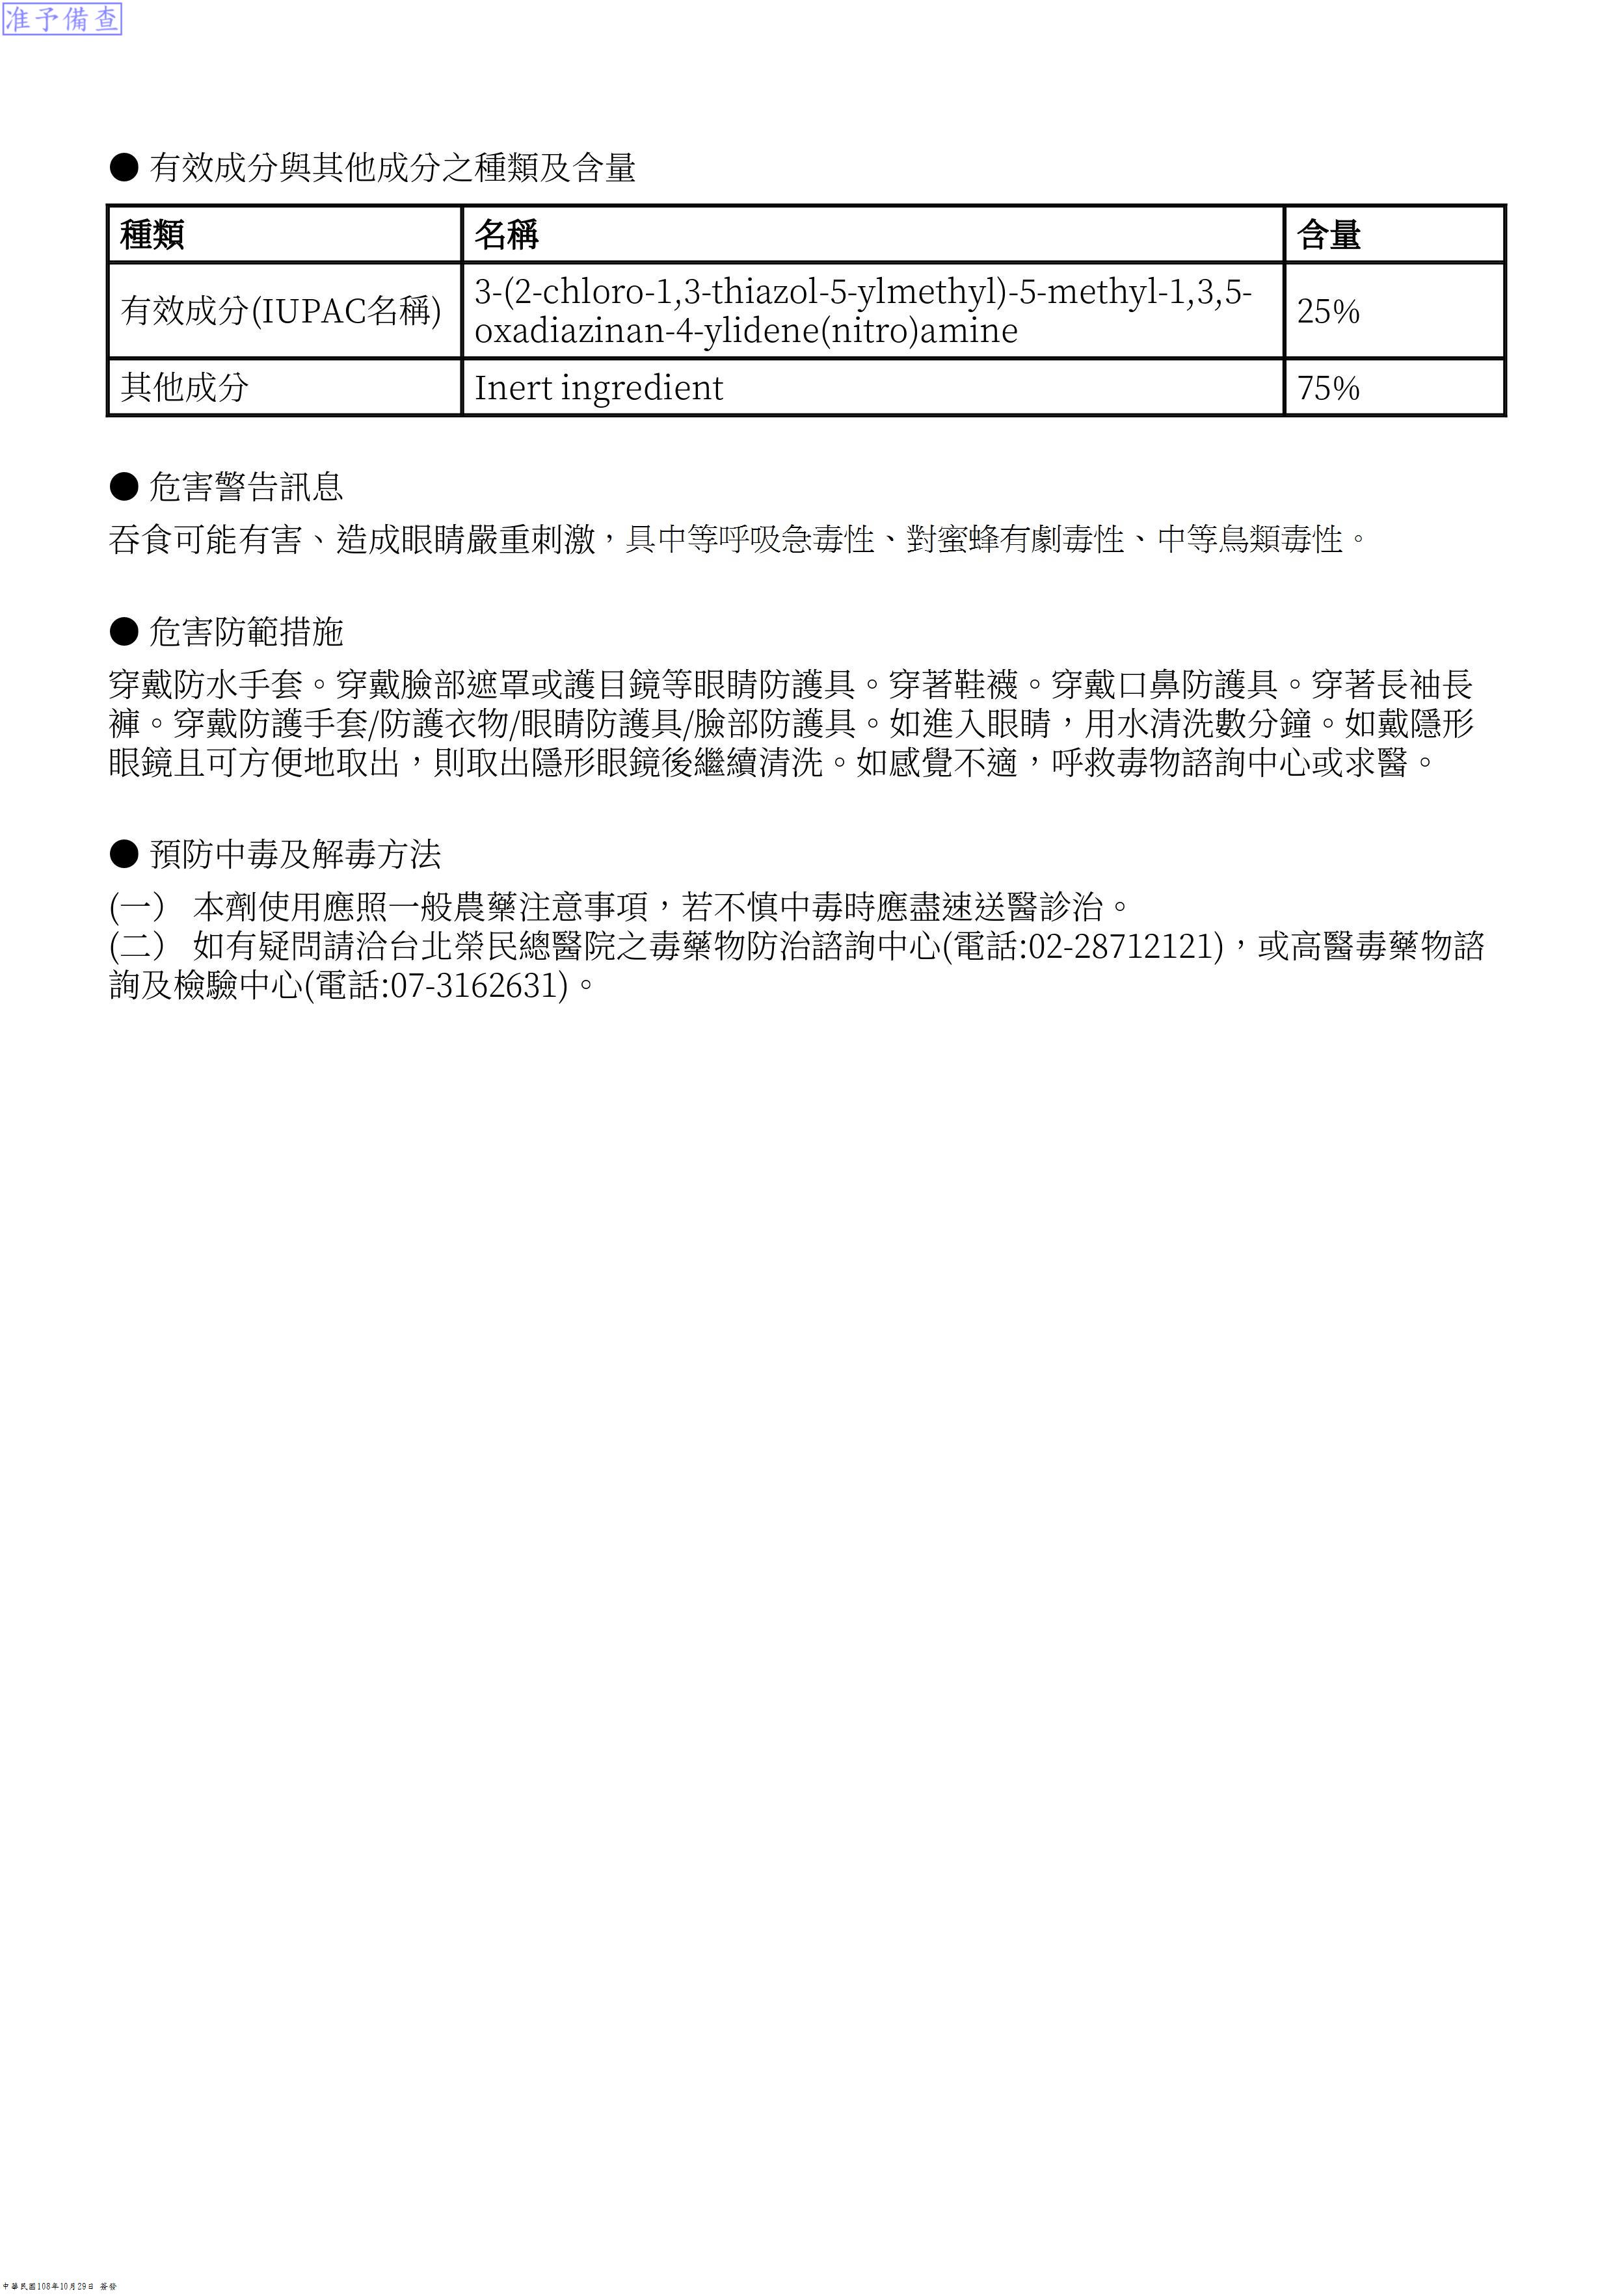 准予備查
● 有效成分與其他成分之種類及含量
種類 名稱 含量
有效成分(IUPAC名稱) 3-(2-chloro-1,3-thiazol-5-ylmethyl)-5-methyl-1,3,5-
oxadiazinan-4-ylidene(nitro)amine 25%
其他成分 Inert ingredient 75%
● 危害警告訊息
吞食可能有害、造成眼睛嚴重刺激，具中等呼吸急毒性、對蜜蜂有劇毒性、中等鳥類毒性。
● 危害防範措施
穿戴防水手套。穿戴臉部遮罩或護目鏡等眼睛防護具。穿著鞋襪。穿戴口鼻防護具。穿著長袖長
褲。穿戴防護手套/防護衣物/眼睛防護具/臉部防護具。如進入眼睛，用水清洗數分鐘。如戴隱形
眼鏡且可方便地取出，則取出隱形眼鏡後繼續清洗。如感覺不適，呼救毒物諮詢中心或求醫。
● 預防中毒及解毒方法
(一） 本劑使用應照一般農藥注意事項，若不慎中毒時應盡速送醫診治。
(二） 如有疑問請洽台北榮民總醫院之毒藥物防治諮詢中心(電話:02-28712121)，或高醫毒藥物諮
詢及檢驗中心(電話:07-3162631)。
中華民國108年10月29日 簽發